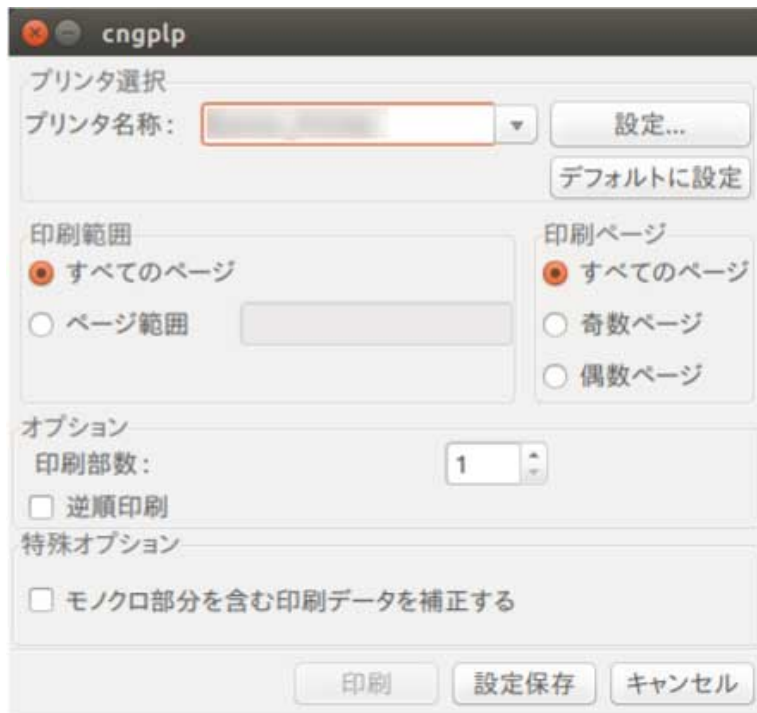 cngplp
プリンタ選択
プリンタ名称：
設定...
デフォルトに設定
印刷範囲
すべてのページ
ページ範囲
印刷ページ
すべてのページ
奇数ページ
偶数ページ
オプション
印刷部数：
1
逆順印刷
特殊オプション
モノクロ部分を含む印刷データを補正する
印刷
設定保存
キャンセル